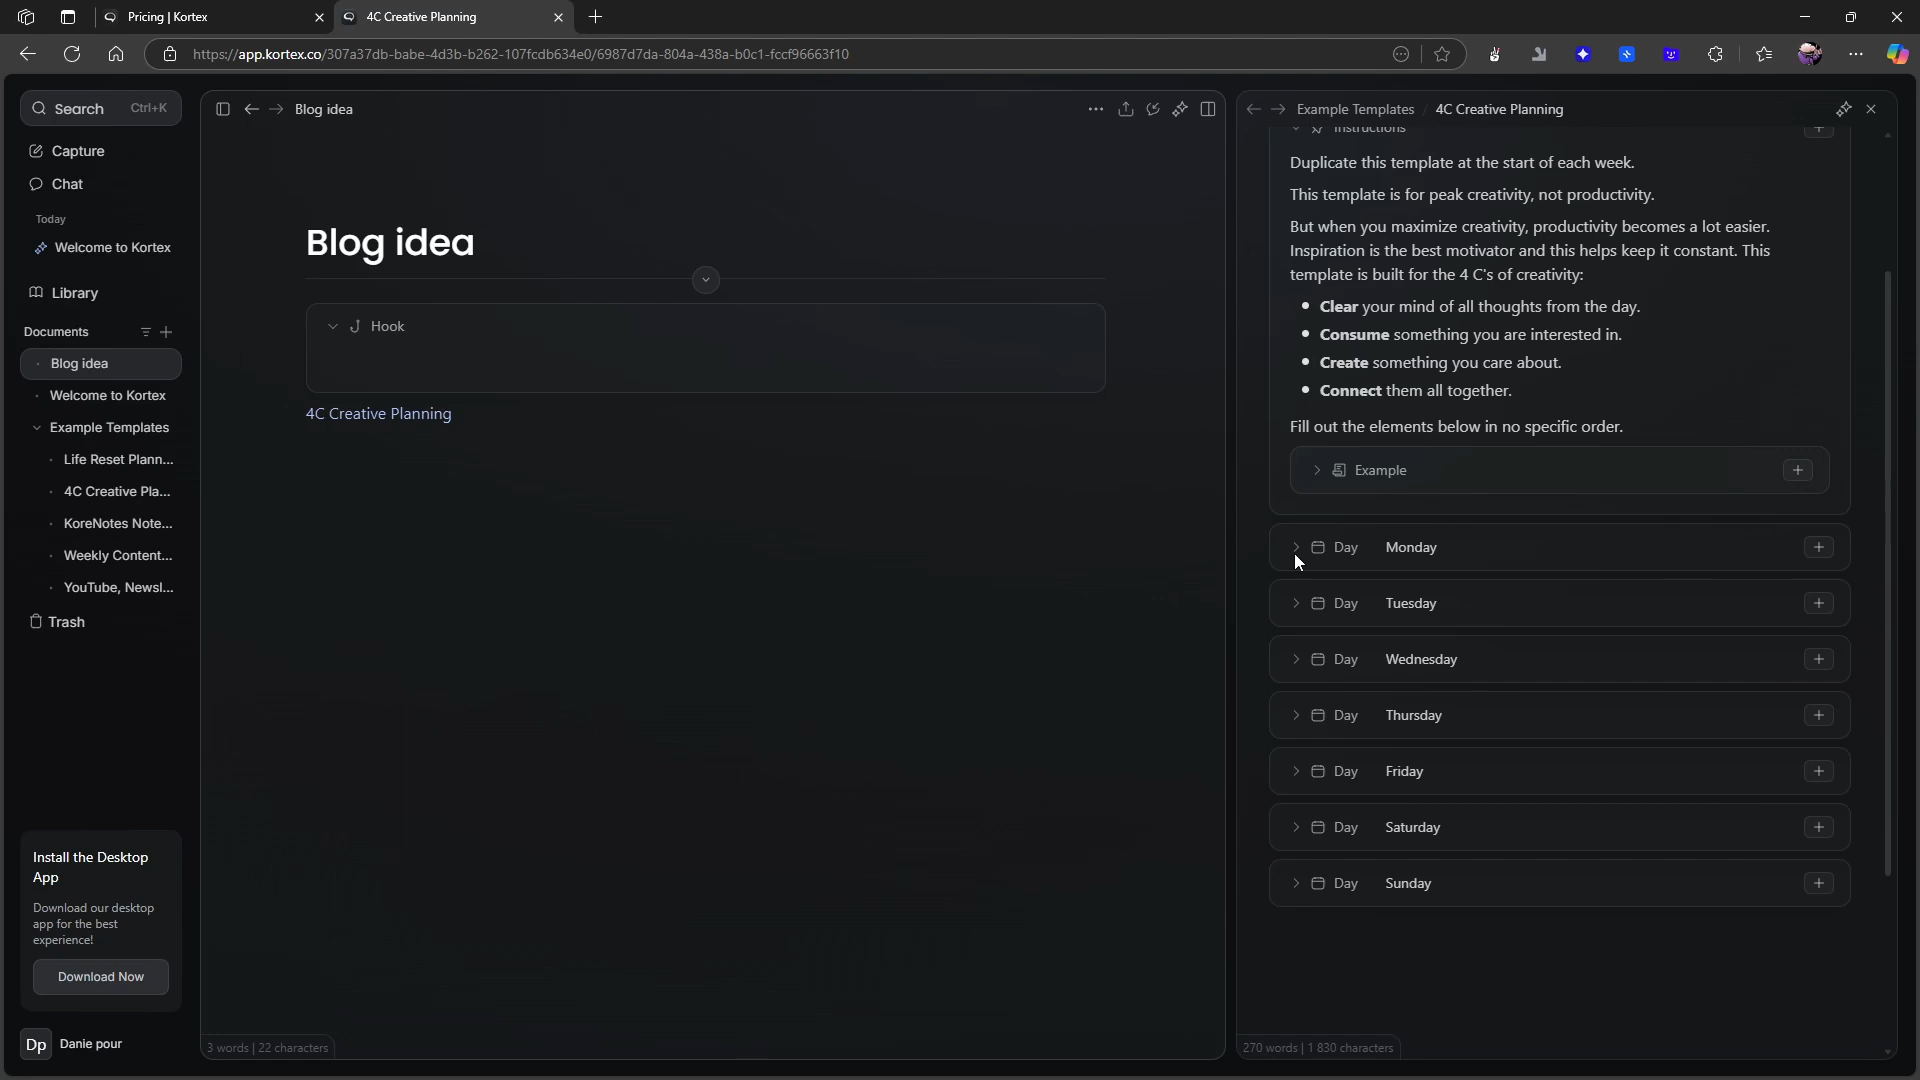 Pricing | Kortex
4C Creative Planning
https://app.kortex.co/307a37db-babe-4d3b-b262-107fcdb634e0/6987d7da-804a-438a-b0c1-fccf96663f10
Search Ctrl+K
Capture
Chat
Today
Welcome to Kortex
Library
Documents
Blog idea
Welcome to Kortex
Example Templates
Life Reset Plann...
4C Creative Pla...
KoreNotes Note...
Weekly Content...
YouTube, Newsl...
Trash
Install the Desktop
App
Download our desktop
app for the best
experience!
Download Now
Dp Danie pour
Blog idea
Blog idea
Hook
4C Creative Planning
3 words | 22 characters
Example Templates / 4C Creative Planning
Instructions
Duplicate this template at the start of each week.
This template is for peak creativity, not productivity.
But when you maximize creativity, productivity becomes a lot easier.
Inspiration is the best motivator and this helps keep it constant. This
template is built for the 4 C's of creativity:
• Clear your mind of all thoughts from the day.
• Consume something you are interested in.
• Create something you care about.
• Connect them all together.
Fill out the elements below in no specific order.
Example
Day Monday
Day Tuesday
Day Wednesday
Day Thursday
Day Friday
Day Saturday
Day Sunday
270 words | 1 830 characters